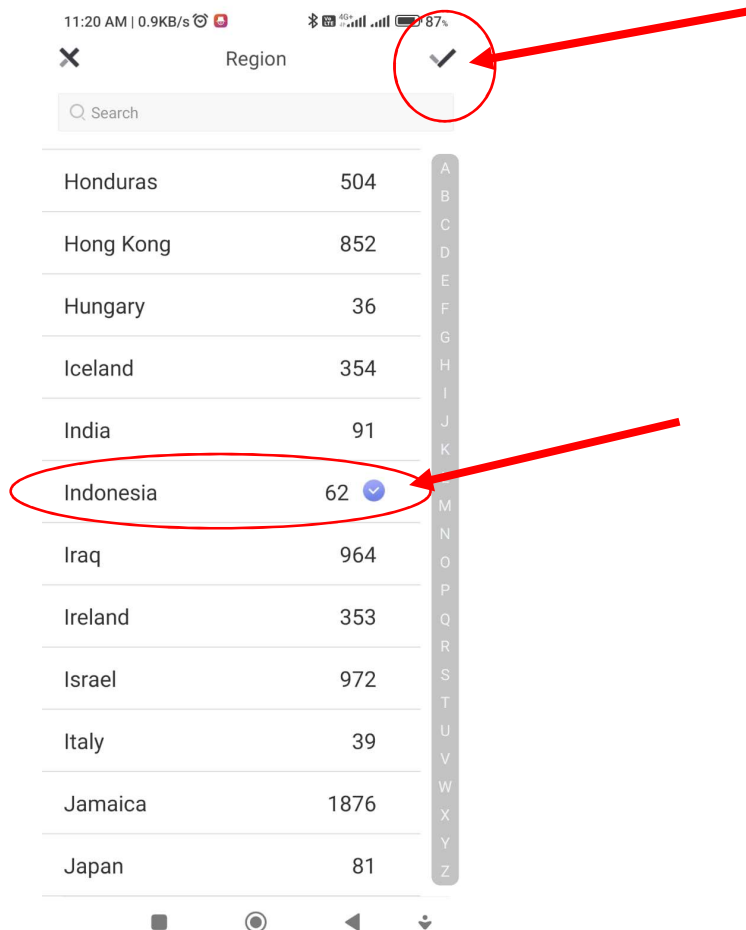 11:20 AM | 0.9KB/s 4G+ 87%
Region
Search
Honduras 504
Hong Kong 852
Hungary 36
Iceland 354
India 91
Indonesia 62
Iraq 964
Ireland 353
Israel 972
Italy 39
Jamaica 1876
Japan 81
A
B
C
D
E
F
G
H
I
J
K
M
N
O
P
Q
R
S
T
U
V
W
X
Y
Z